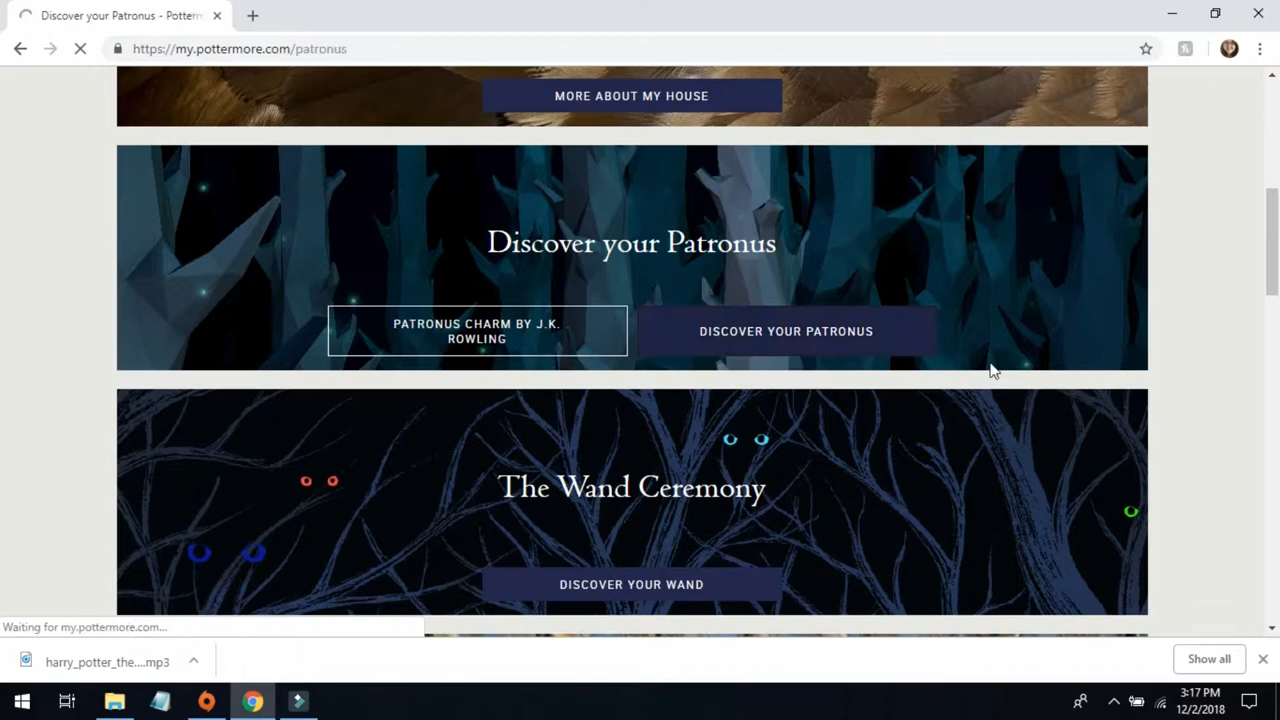 Discover your Patronus - Potterm
https://my.pottermore.com/patronus
MORE ABOUT MY HOUSE
Discover your Patronus
PATRONUS CHARM BY J.K.
ROWLING
DISCOVER YOUR PATRONUS
The Wand Ceremony
DISCOVER YOUR WAND
Waiting for my.pottermore.com...
harry_potter_the....mp3
Show all
3:17 PM
12/2/2018